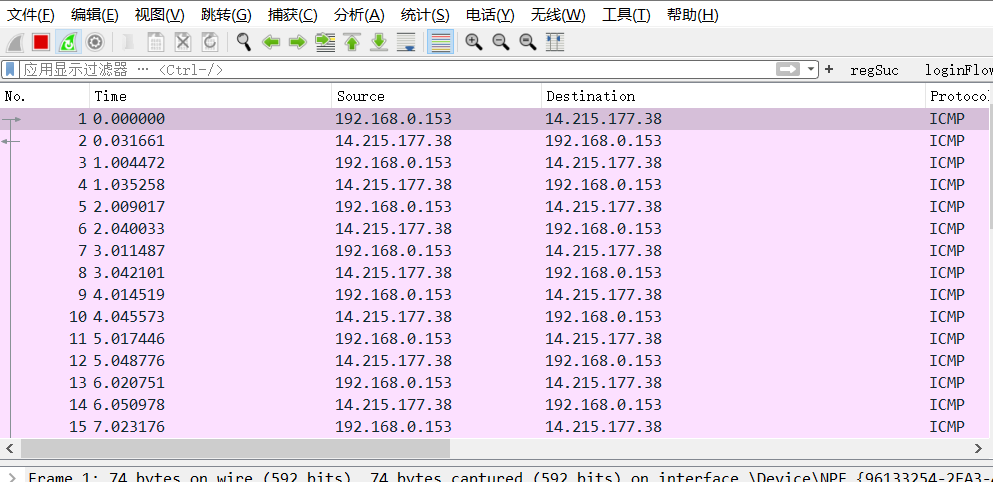 文件(F) 编辑(E) 视图(V) 跳转(G) 捕获(C) 分析(A) 统计(S) 电话(Y) 无线(W) 工具(T) 帮助(H)
应用显示过滤器 … <Ctrl-/> + regSuc loginFlow
No. Time Source Destination Protocol
1 0.000000 192.168.0.153 14.215.177.38 ICMP
2 0.031661 14.215.177.38 192.168.0.153 ICMP
3 1.004472 192.168.0.153 14.215.177.38 ICMP
4 1.035258 14.215.177.38 192.168.0.153 ICMP
5 2.009017 192.168.0.153 14.215.177.38 ICMP
6 2.040033 14.215.177.38 192.168.0.153 ICMP
7 3.011487 192.168.0.153 14.215.177.38 ICMP
8 3.042101 14.215.177.38 192.168.0.153 ICMP
9 4.014519 192.168.0.153 14.215.177.38 ICMP
10 4.045573 14.215.177.38 192.168.0.153 ICMP
11 5.017446 192.168.0.153 14.215.177.38 ICMP
12 5.048776 14.215.177.38 192.168.0.153 ICMP
13 6.020751 192.168.0.153 14.215.177.38 ICMP
14 6.050978 14.215.177.38 192.168.0.153 ICMP
15 7.023176 192.168.0.153 14.215.177.38 ICMP
Frame 1: 74 bytes on wire (592 bits), 74 bytes captured (592 bits) on interface \Device\NPF_{96133254-2FA3-